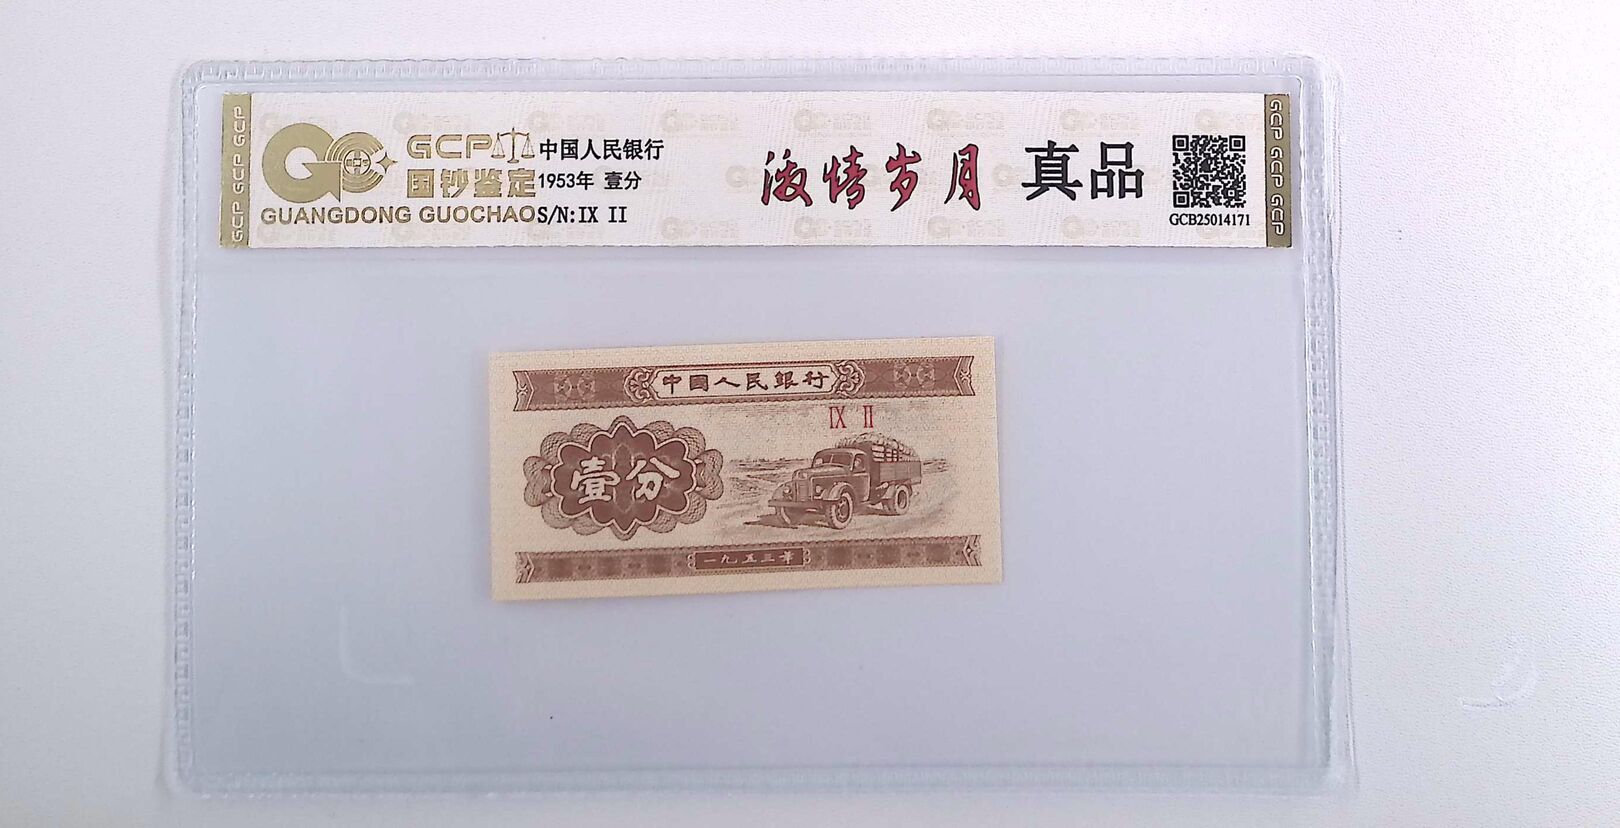 GCP GCP GCP
GCP
国钞鉴定
GUANGDONG GUOCHAO
中国人民银行
1953年 壹分
S/N:IX II
激情岁月
真品
GCB25014171
GCP GCP GCP
中国人民銀行
IX II
壹分
一九五三年